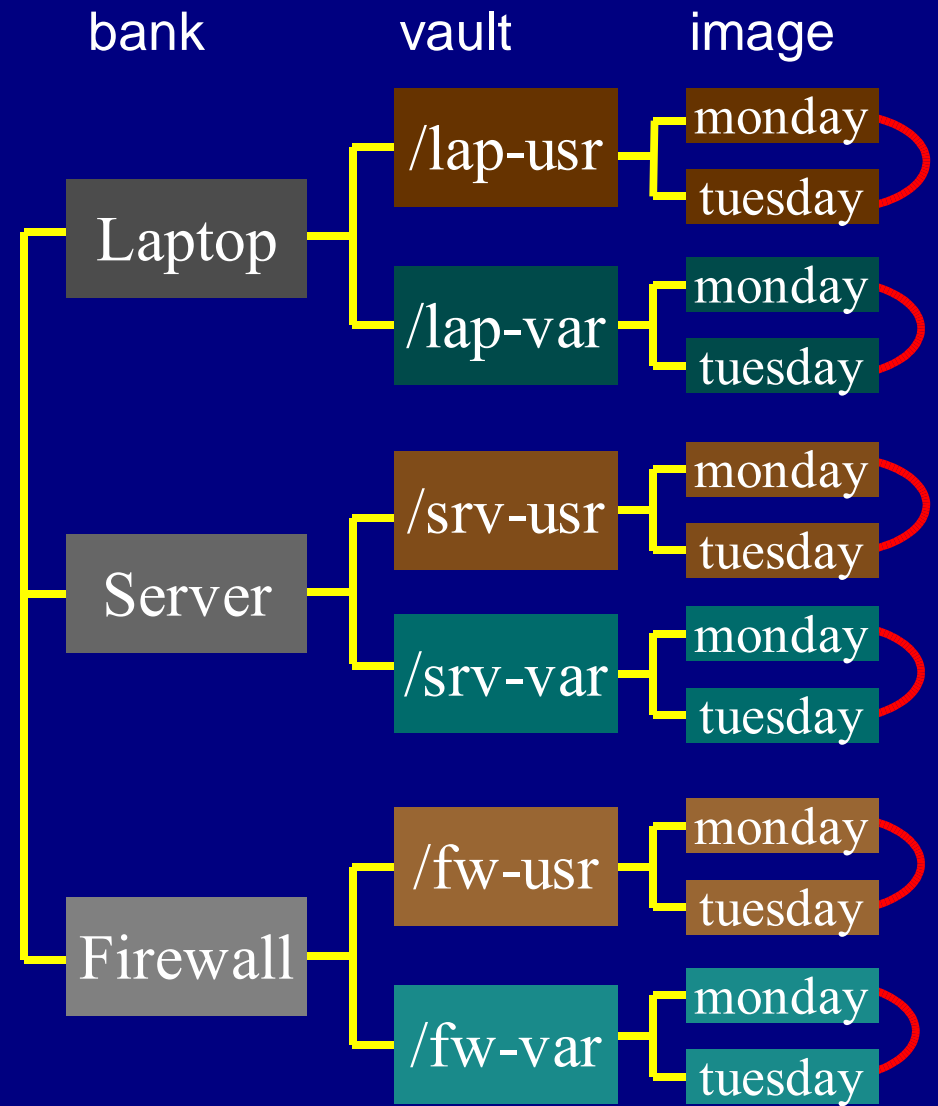 bank vault image
Laptop
/lap-usr
monday
tuesday
/lap-var
monday
tuesday
Server
/srv-usr
monday
tuesday
/srv-var
monday
tuesday
Firewall
/fw-usr
monday
tuesday
/fw-var
monday
tuesday